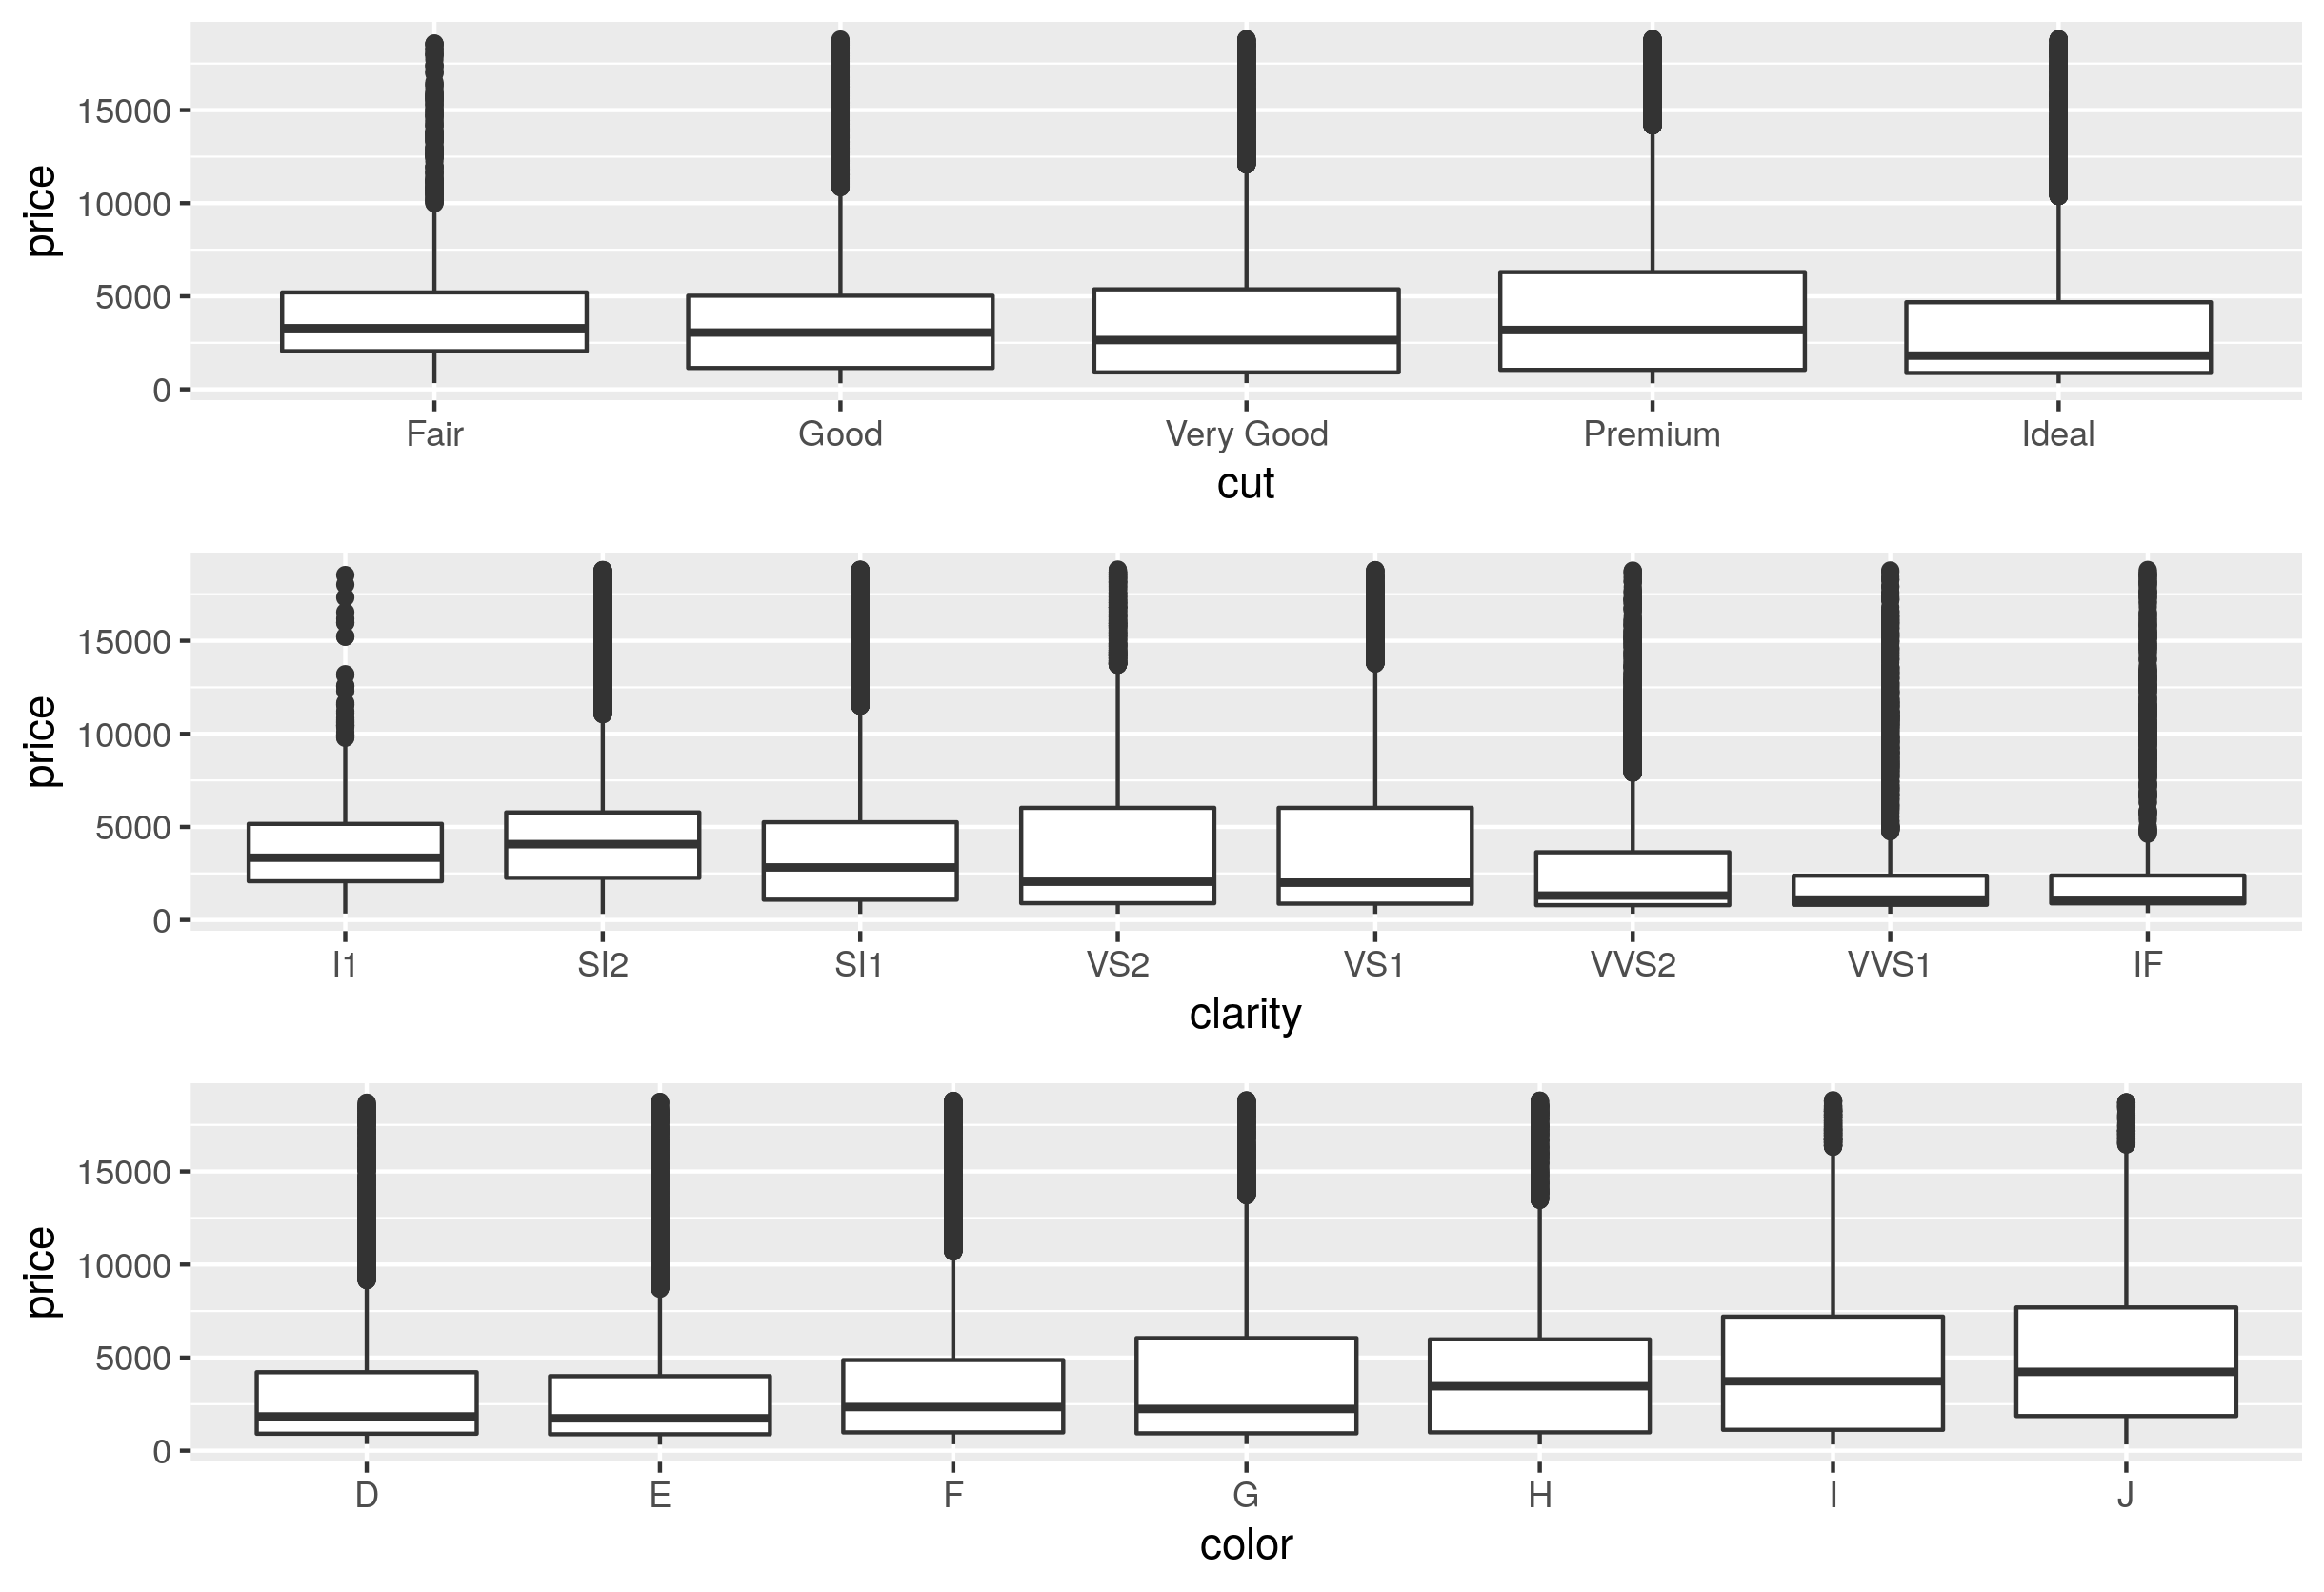 price
15000
10000
5000
0
Fair Good Very Good Premium Ideal
cut
price
15000
10000
5000
0
I1 SI2 SI1 VS2 VS1 VVS2 VVS1 IF
clarity
price
15000
10000
5000
0
D E F G H I J
color